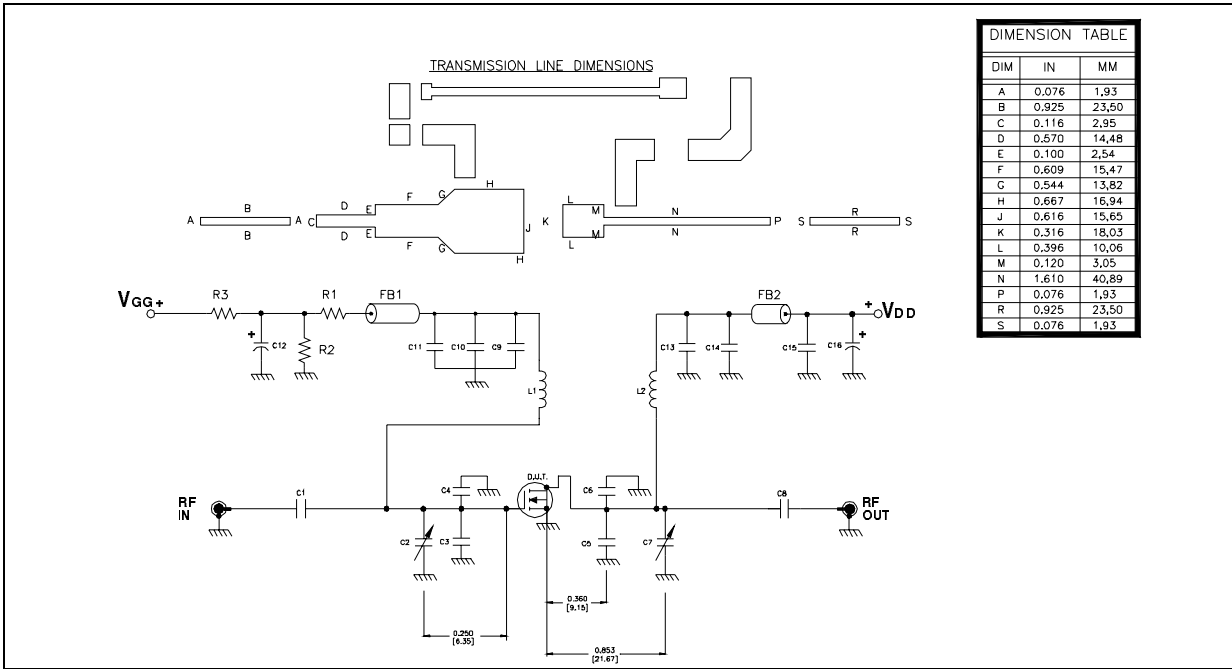 TRANSMISSION LINE DIMENSIONS
DIMENSION TABLE
DIM IN MM
A 0.076 1,93
B 0.925 23,50
C 0.116 2,95
D 0.570 14,48
E 0.100 2,54
F 0.609 15,47
G 0.544 13,82
H 0.667 16,94
J 0.616 15,65
K 0.316 18,03
L 0.396 10,06
M 0.120 3,05
N 1.610 40,89
P 0.076 1,93
R 0.925 23,50
S 0.076 1,93
H
F
G
D
E
B
A
A
C
B
D
E
F
G
H
J
K
L
M
M
L
N
N
P
S
R
R
S
VGG+
R3
R1
FB1
C12
R2
C11
C10
C9
L1
FB2
+
VDD
C13
C14
C15
+
C16
L2
+
RF
IN
C1
C2
C4
C3
D.U.T.
C6
C5
C7
C8
RF
OUT
0.250
[6.35]
0.360
[9.15]
0.853
[21.67]